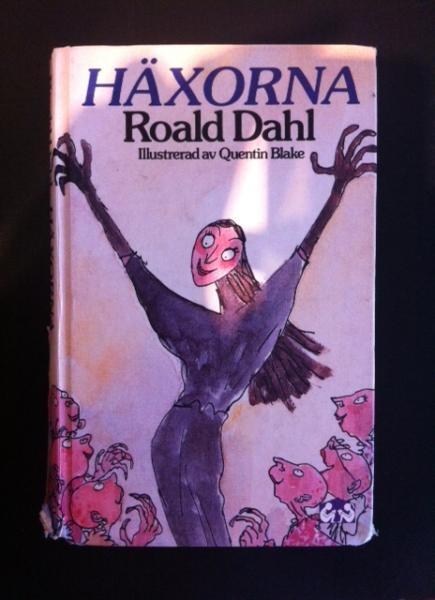 HÄXORNA
Roald Dahl
Illustrerad av Quentin Blake